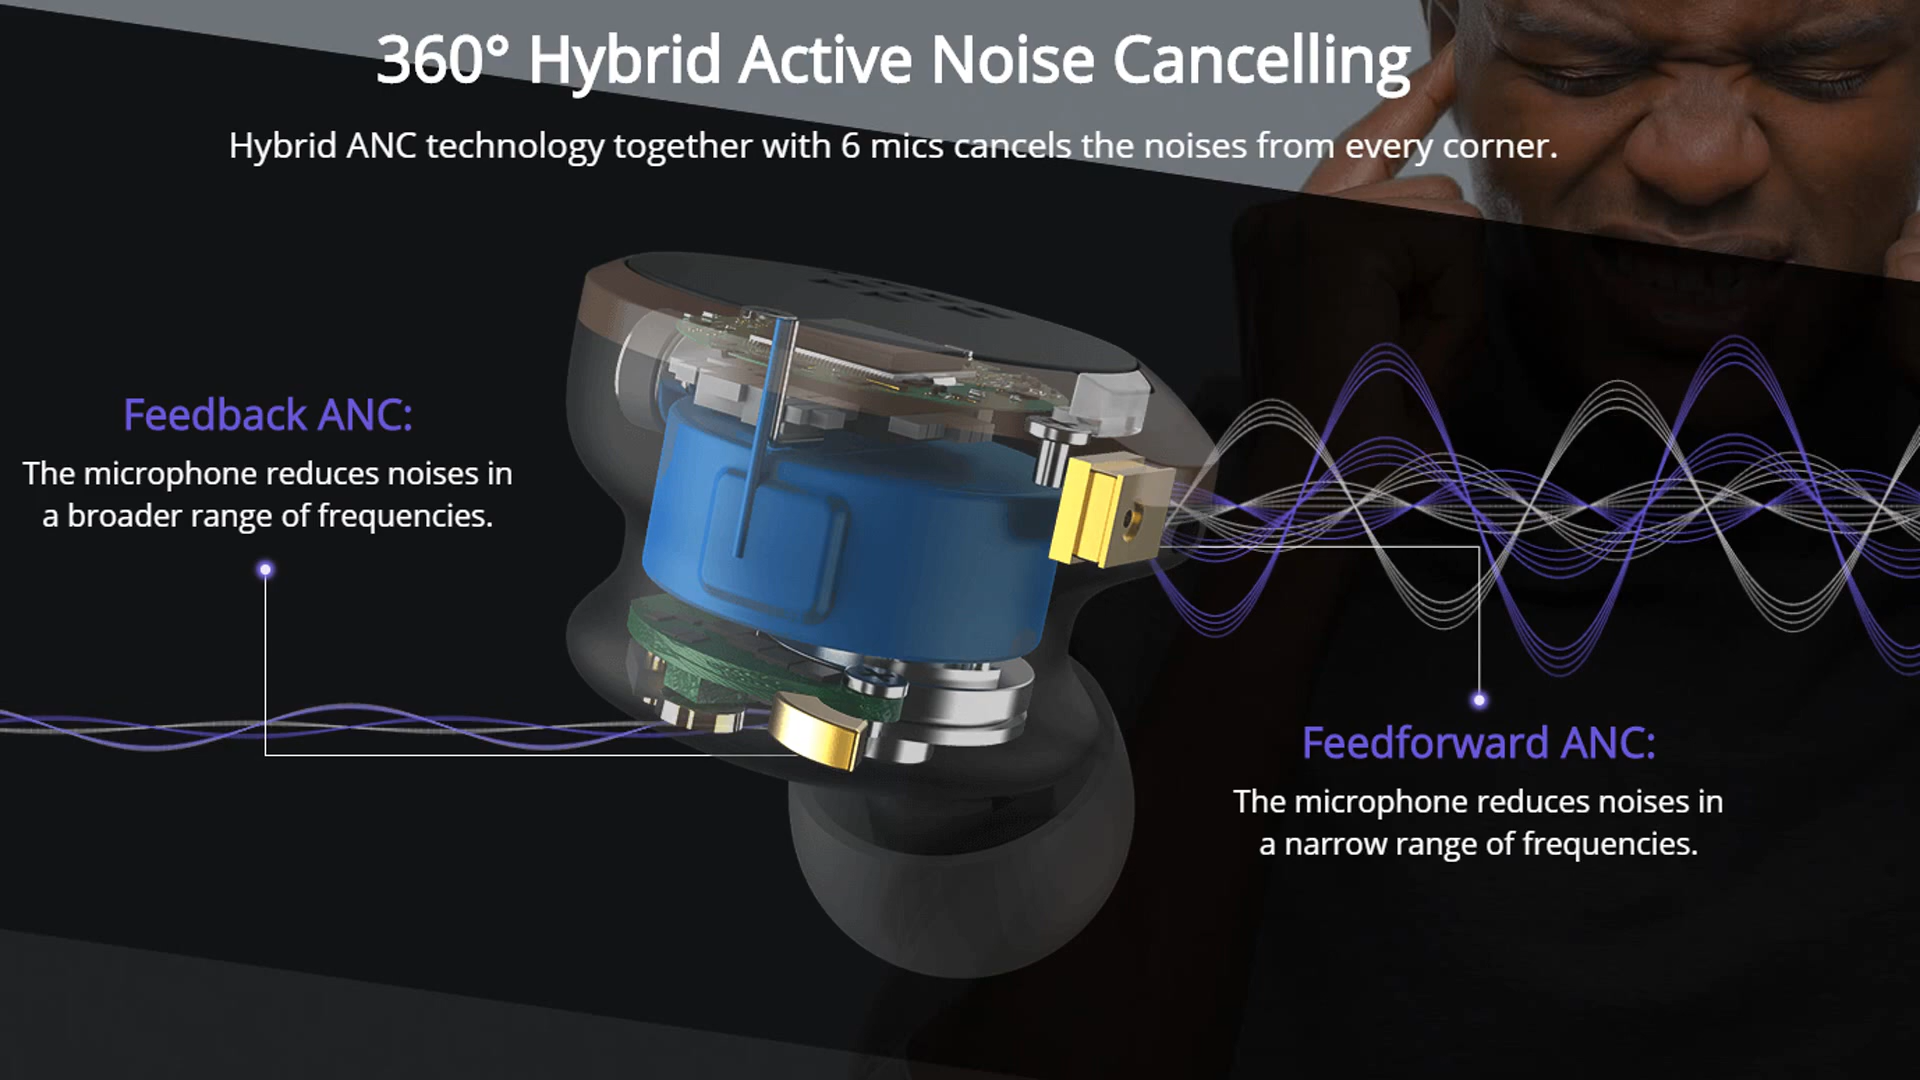 360° Hybrid Active Noise Cancelling
Hybrid ANC technology together with 6 mics cancels the noises from every corner.
Feedback ANC:
The microphone reduces noises in
a broader range of frequencies.
Feedforward ANC:
The microphone reduces noises in
a narrow range of frequencies.